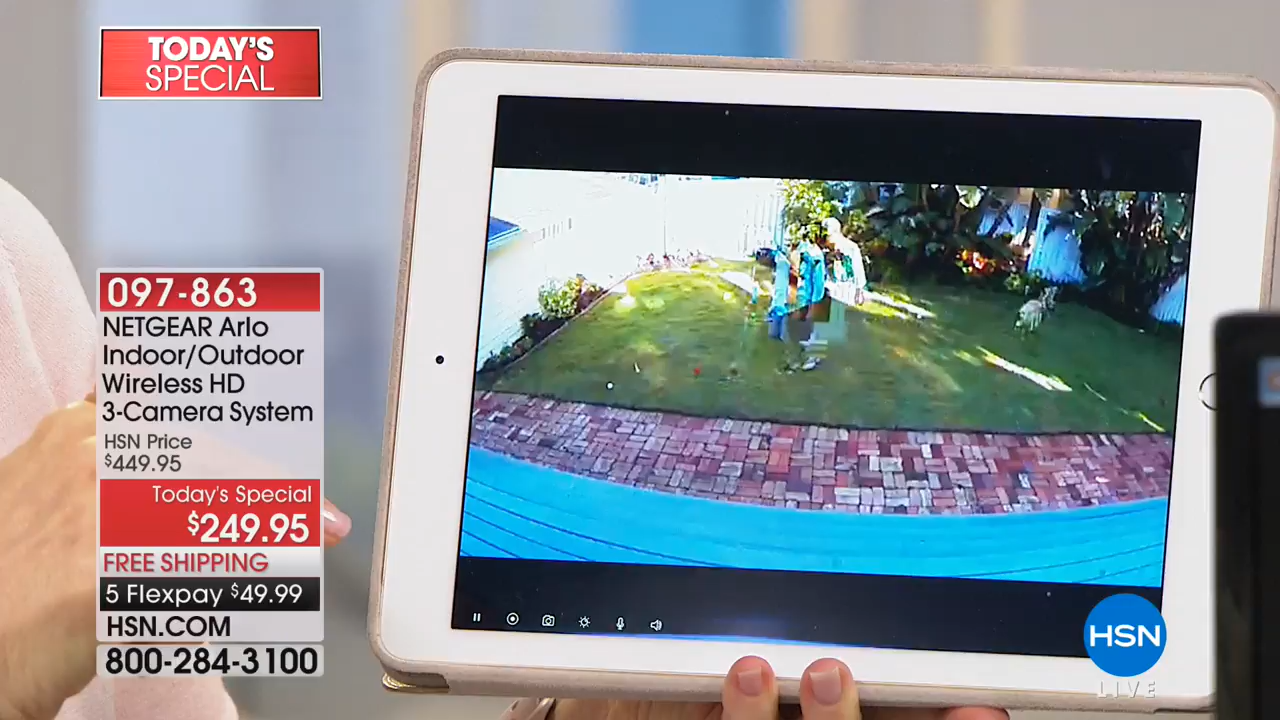 TODAY'S
SPECIAL
097-863
NETGEAR Arlo
Indoor/Outdoor
Wireless HD
3-Camera System
HSN Price
$449.95
Today's Special
$249.95
FREE SHIPPING
5 Flexpay $49.99
HSN.COM
800-284-3100
HSN
LIVE